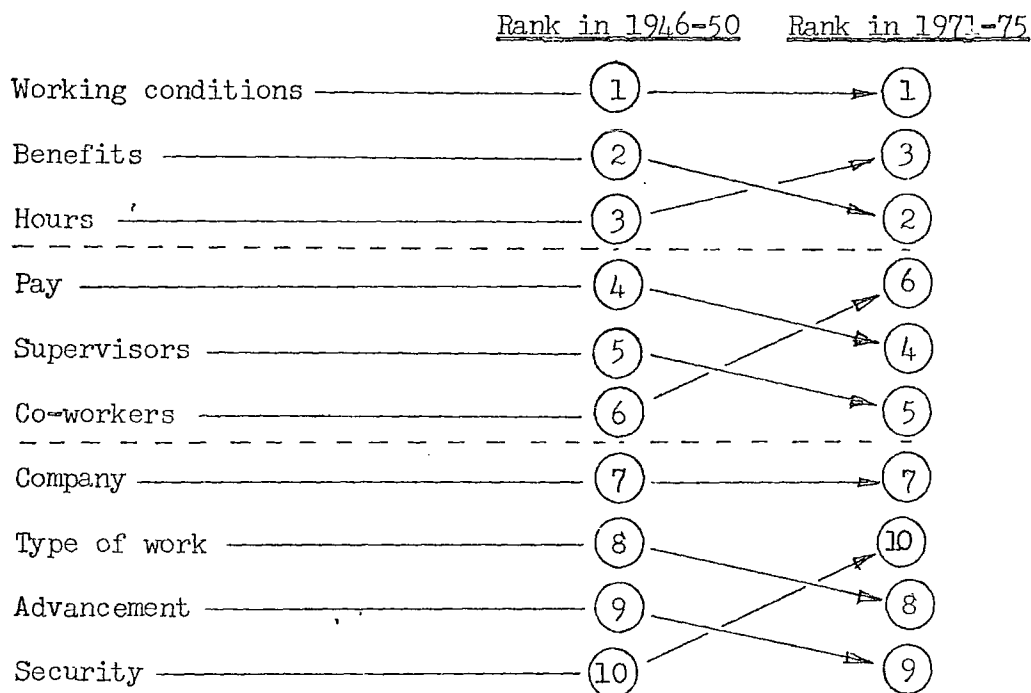 Rank in 1946-50 Rank in 1971-75
Working conditions 1 1
Benefits 2 3
Hours 3 2
Pay 4 6
Supervisors 5 4
Co-workers 6 5
Company 7 7
Type of work 8 10
Advancement 9 8
Security 10 9